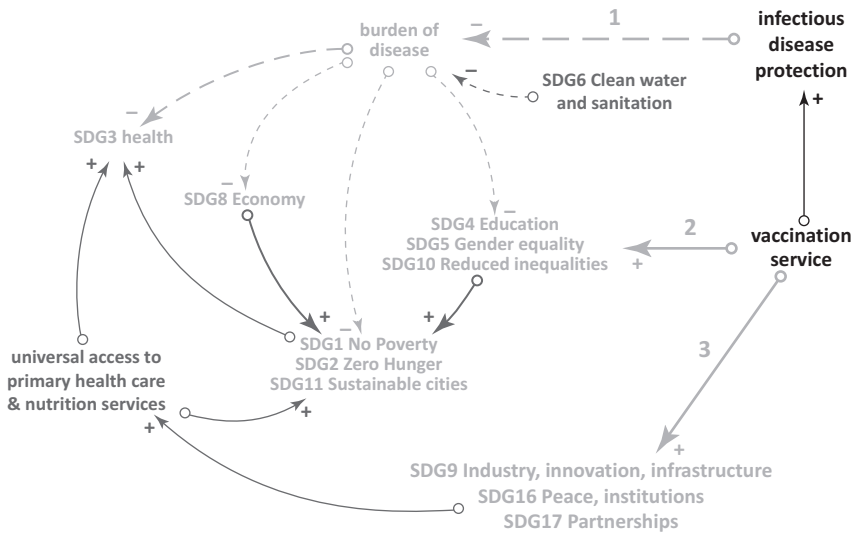 burden of
disease
−
1
infectious
disease
protection
−
SDG6 Clean water
and sanitation
+
−
SDG3 health
+
+
−
SDG8 Economy
−
SDG4 Education
SDG5 Gender equality
SDG10 Reduced inequalities
2
+
vaccination
service
+
+
−
SDG1 No Poverty
SDG2 Zero Hunger
SDG11 Sustainable cities
3
universal access to
primary health care
& nutrition services
+
+
+
SDG9 Industry, innovation, infrastructure
SDG16 Peace, institutions
SDG17 Partnerships